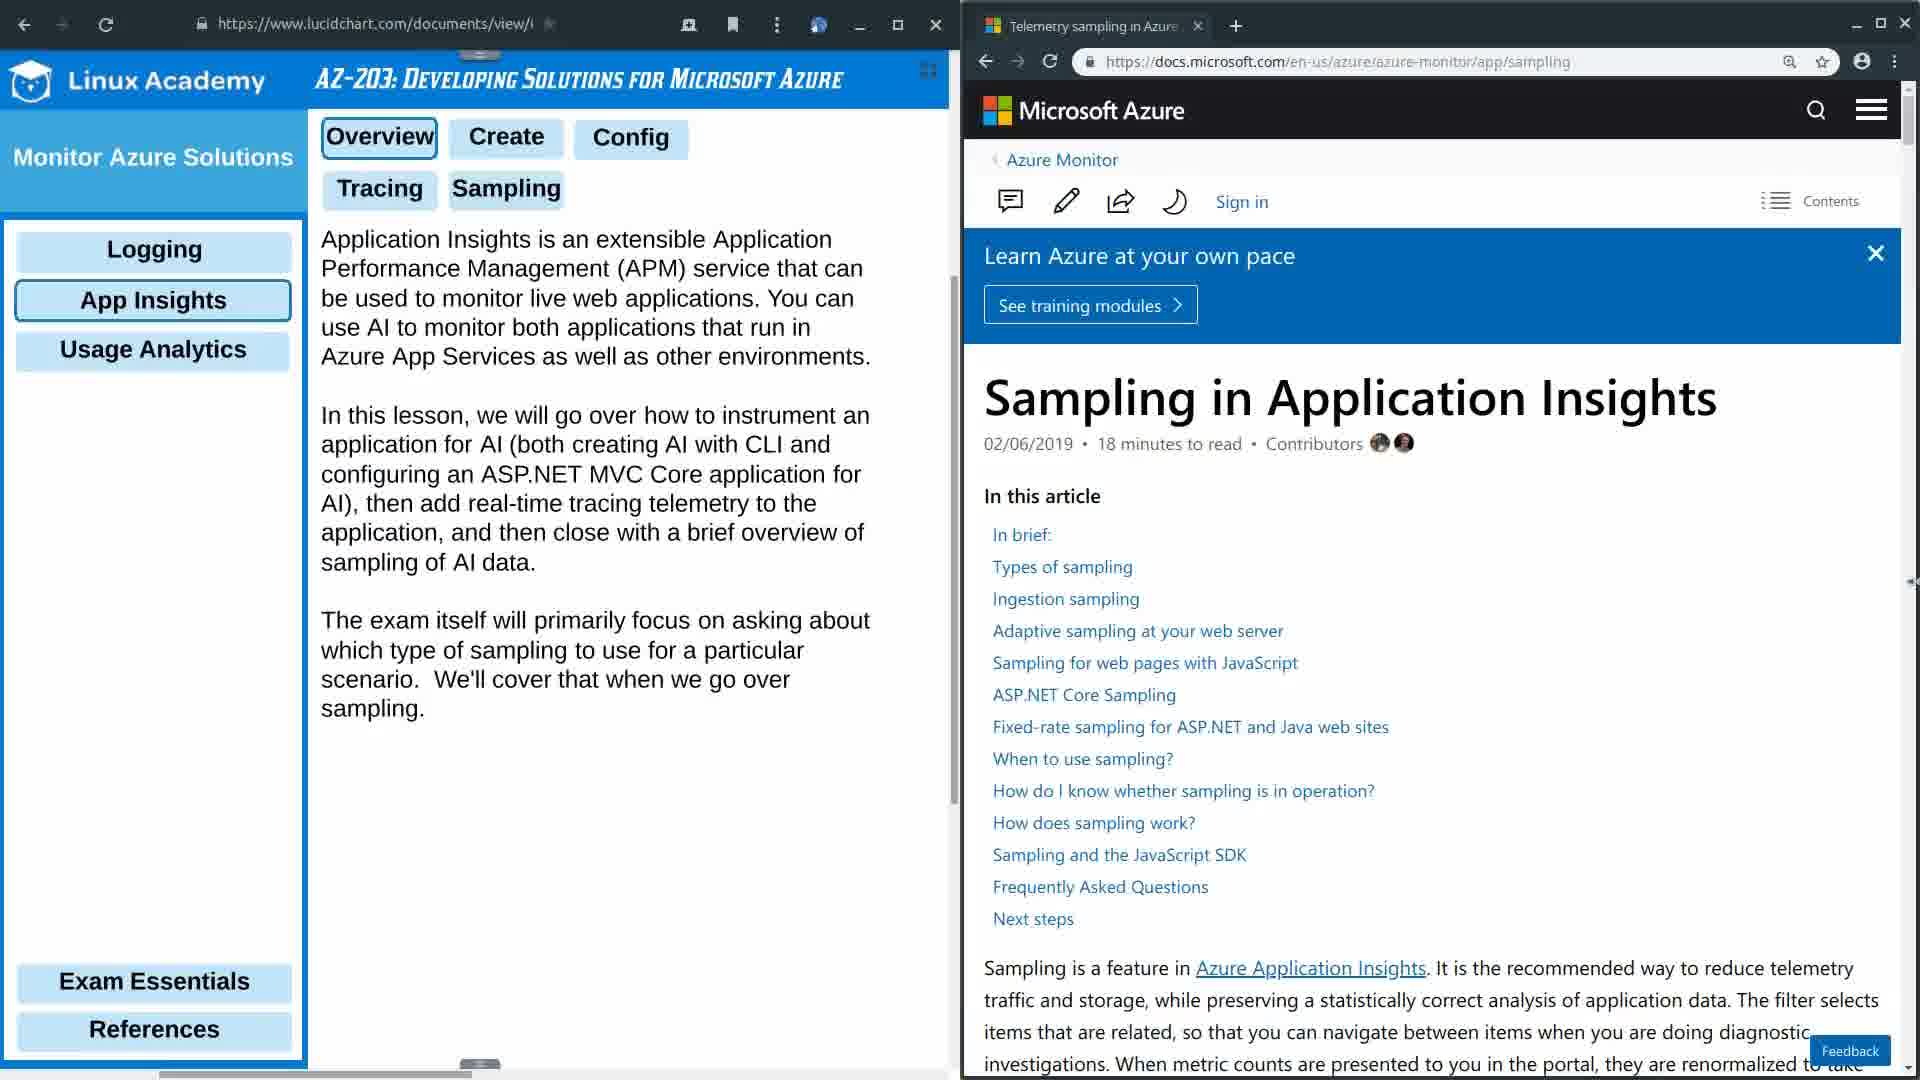 https://www.lucidchart.com/documents/view/
Linux Academy
AZ-203: Developing Solutions for Microsoft Azure
Monitor Azure Solutions
Logging
App Insights
Usage Analytics
Exam Essentials
References
Overview
Create
Config
Tracing
Sampling
Application Insights is an extensible Application
Performance Management (APM) service that can
be used to monitor live web applications. You can
use AI to monitor both applications that run in
Azure App Services as well as other environments.
In this lesson, we will go over how to instrument an
application for AI (both creating AI with CLI and
configuring an ASP.NET MVC Core application for
AI), then add real-time tracing telemetry to the
application, and then close with a brief overview of
sampling of AI data.
The exam itself will primarily focus on asking about
which type of sampling to use for a particular
scenario.  We'll cover that when we go over
sampling.
Telemetry sampling in Azure
https://docs.microsoft.com/en-us/azure/azure-monitor/app/sampling
Microsoft Azure
Azure Monitor
Sign in
Contents
Learn Azure at your own pace
See training modules
Sampling in Application Insights
02/06/2019 • 18 minutes to read • Contributors
In this article
In brief:
Types of sampling
Ingestion sampling
Adaptive sampling at your web server
Sampling for web pages with JavaScript
ASP.NET Core Sampling
Fixed-rate sampling for ASP.NET and Java web sites
When to use sampling?
How do I know whether sampling is in operation?
How does sampling work?
Sampling and the JavaScript SDK
Frequently Asked Questions
Next steps
Sampling is a feature in Azure Application Insights. It is the recommended way to reduce telemetry
traffic and storage, while preserving a statistically correct analysis of application data. The filter selects
items that are related, so that you can navigate between items when you are doing diagnostic
investigations. When metric counts are presented to you in the portal, they are renormalized to take
Feedback